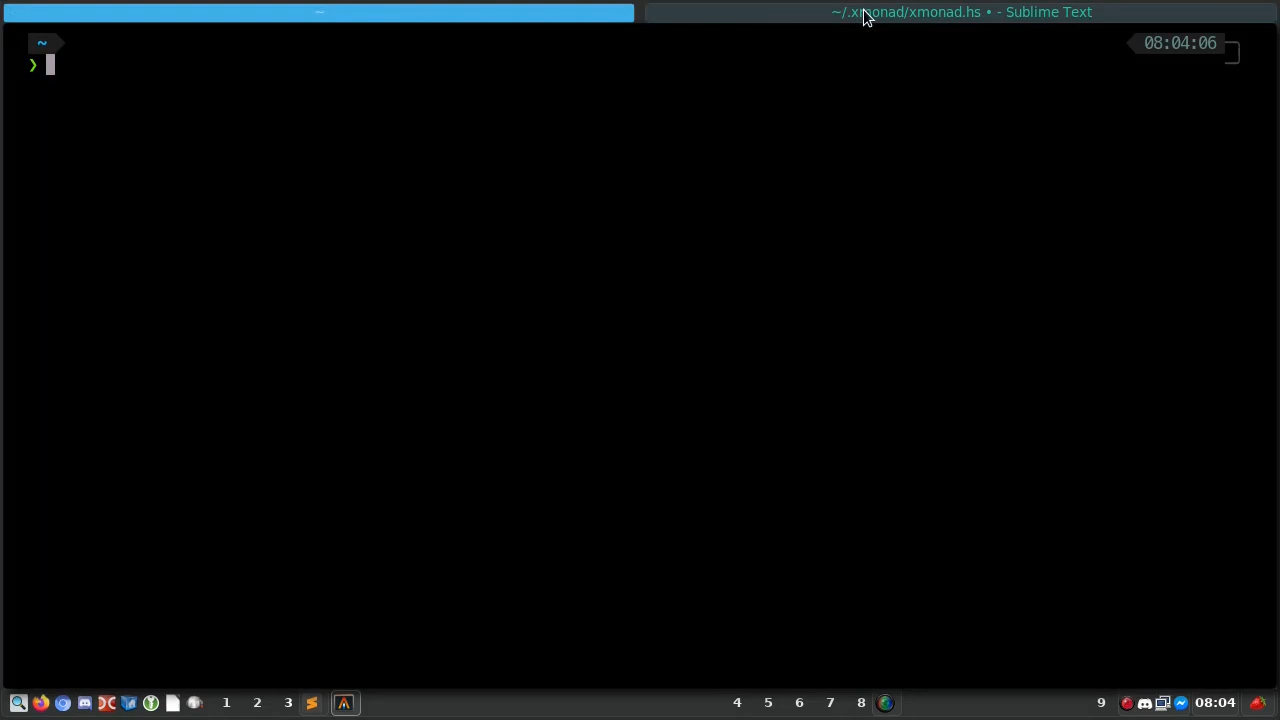 ~
~/.xmonad/xmonad.hs • - Sublime Text
~
08:04:06
❯
1 2 3 4 5 6 7 8 9 08:04